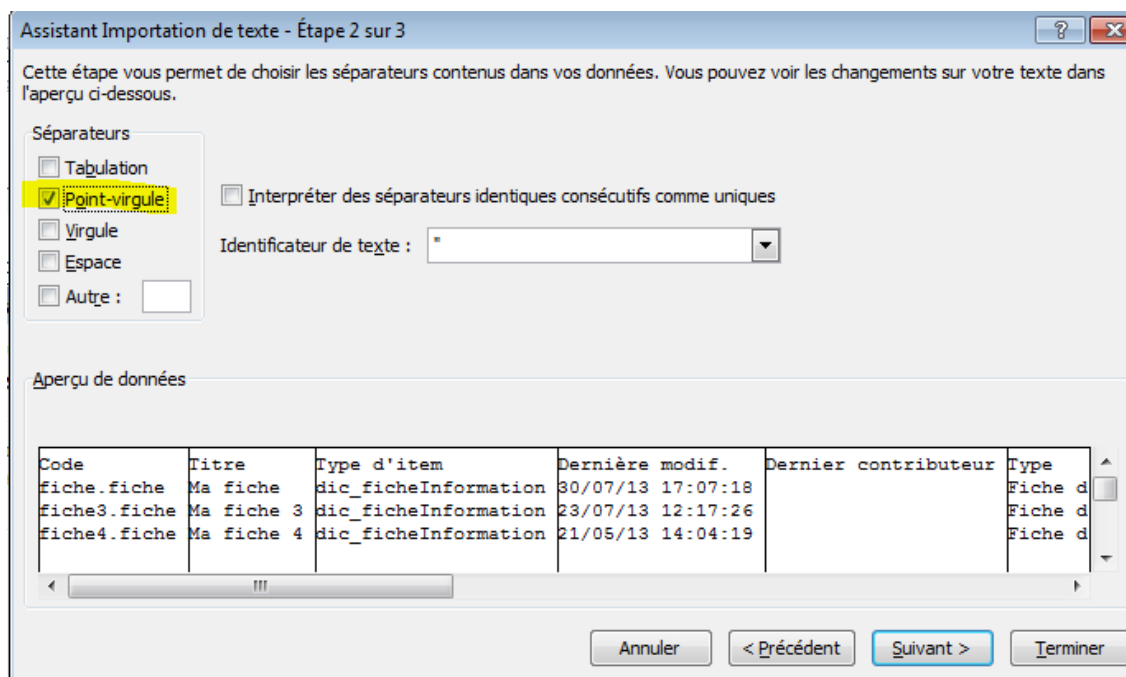 Assistant Importation de texte - Étape 2 sur 3
Cette étape vous permet de choisir les séparateurs contenus dans vos données. Vous pouvez voir les changements sur votre texte dans
l'aperçu ci-dessous.
Séparateurs
Tabulation
Point-virgule
Interpréter des séparateurs identiques consécutifs comme uniques
Virgule
Identificateur de texte : "
Espace
Autre :
Aperçu de données
Code Titre Type d'item Dernière modif. Dernier contributeur Type
fiche.fiche Ma fiche dic_ficheInformation 30/07/13 17:07:18 Fiche d
fiche3.fiche Ma fiche 3 dic_ficheInformation 23/07/13 12:17:26 Fiche d
fiche4.fiche Ma fiche 4 dic_ficheInformation 21/05/13 14:04:19 Fiche d
Annuler < Précédent Suivant > Terminer